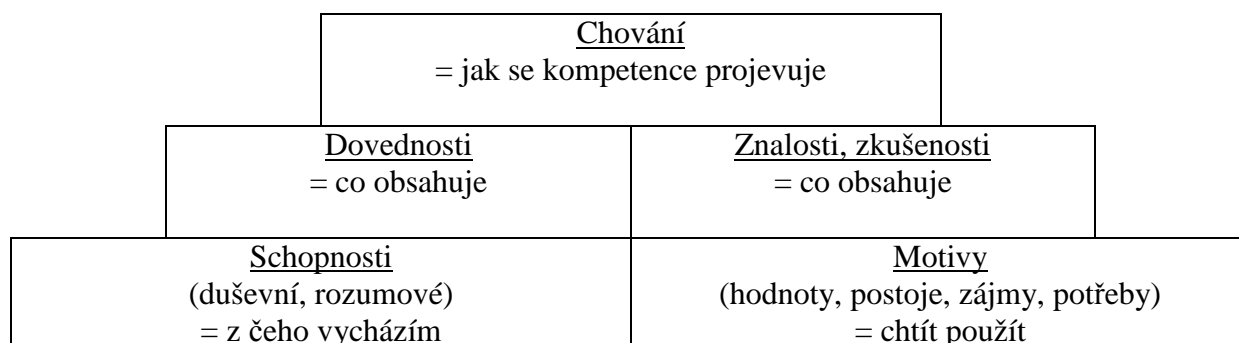 Chování
= jak se kompetence projevuje
Dovednosti
= co obsahuje
Znalosti, zkušenosti
= co obsahuje
Schopnosti
(duševní, rozumové)
= z čeho vycházím
Motivy
(hodnoty, postoje, zájmy, potřeby)
= chtít použít